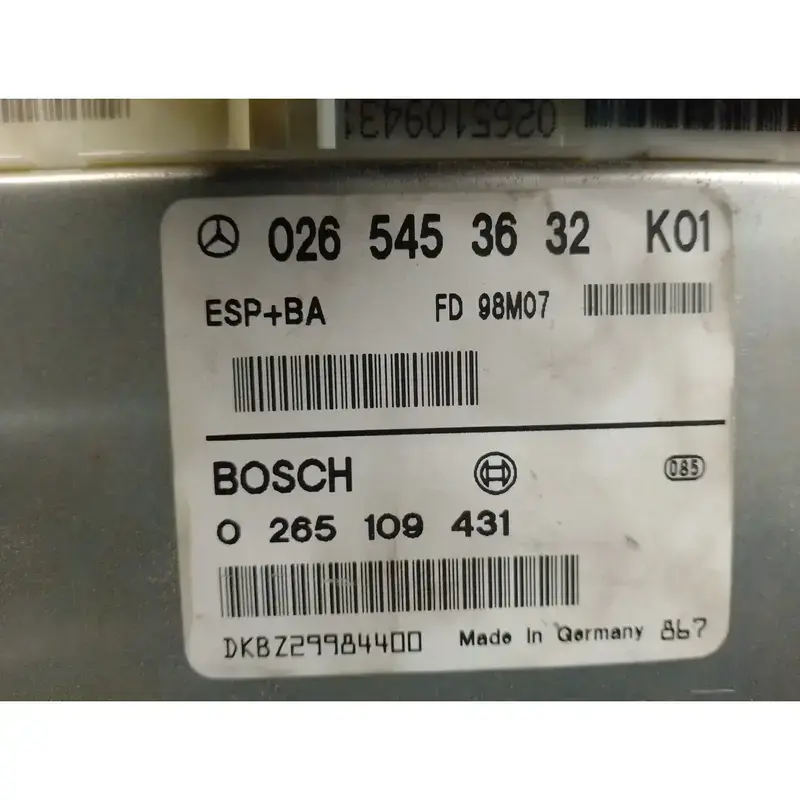 0265109431
026 545 36 32 K01
ESP+BA FD 98M07
BOSCH
085
0 265 109 431
DKBZ29984400 Made In Germany 867